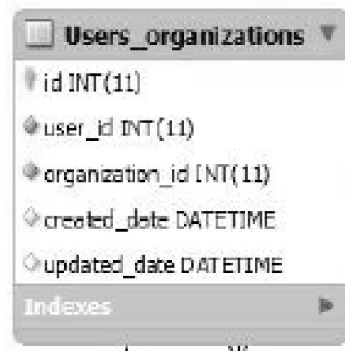 Users_organizations
id INT(11)
user_id INT(11)
organization_id INT(11)
created_date DATETIME
updated_date DATETIME
Indexes